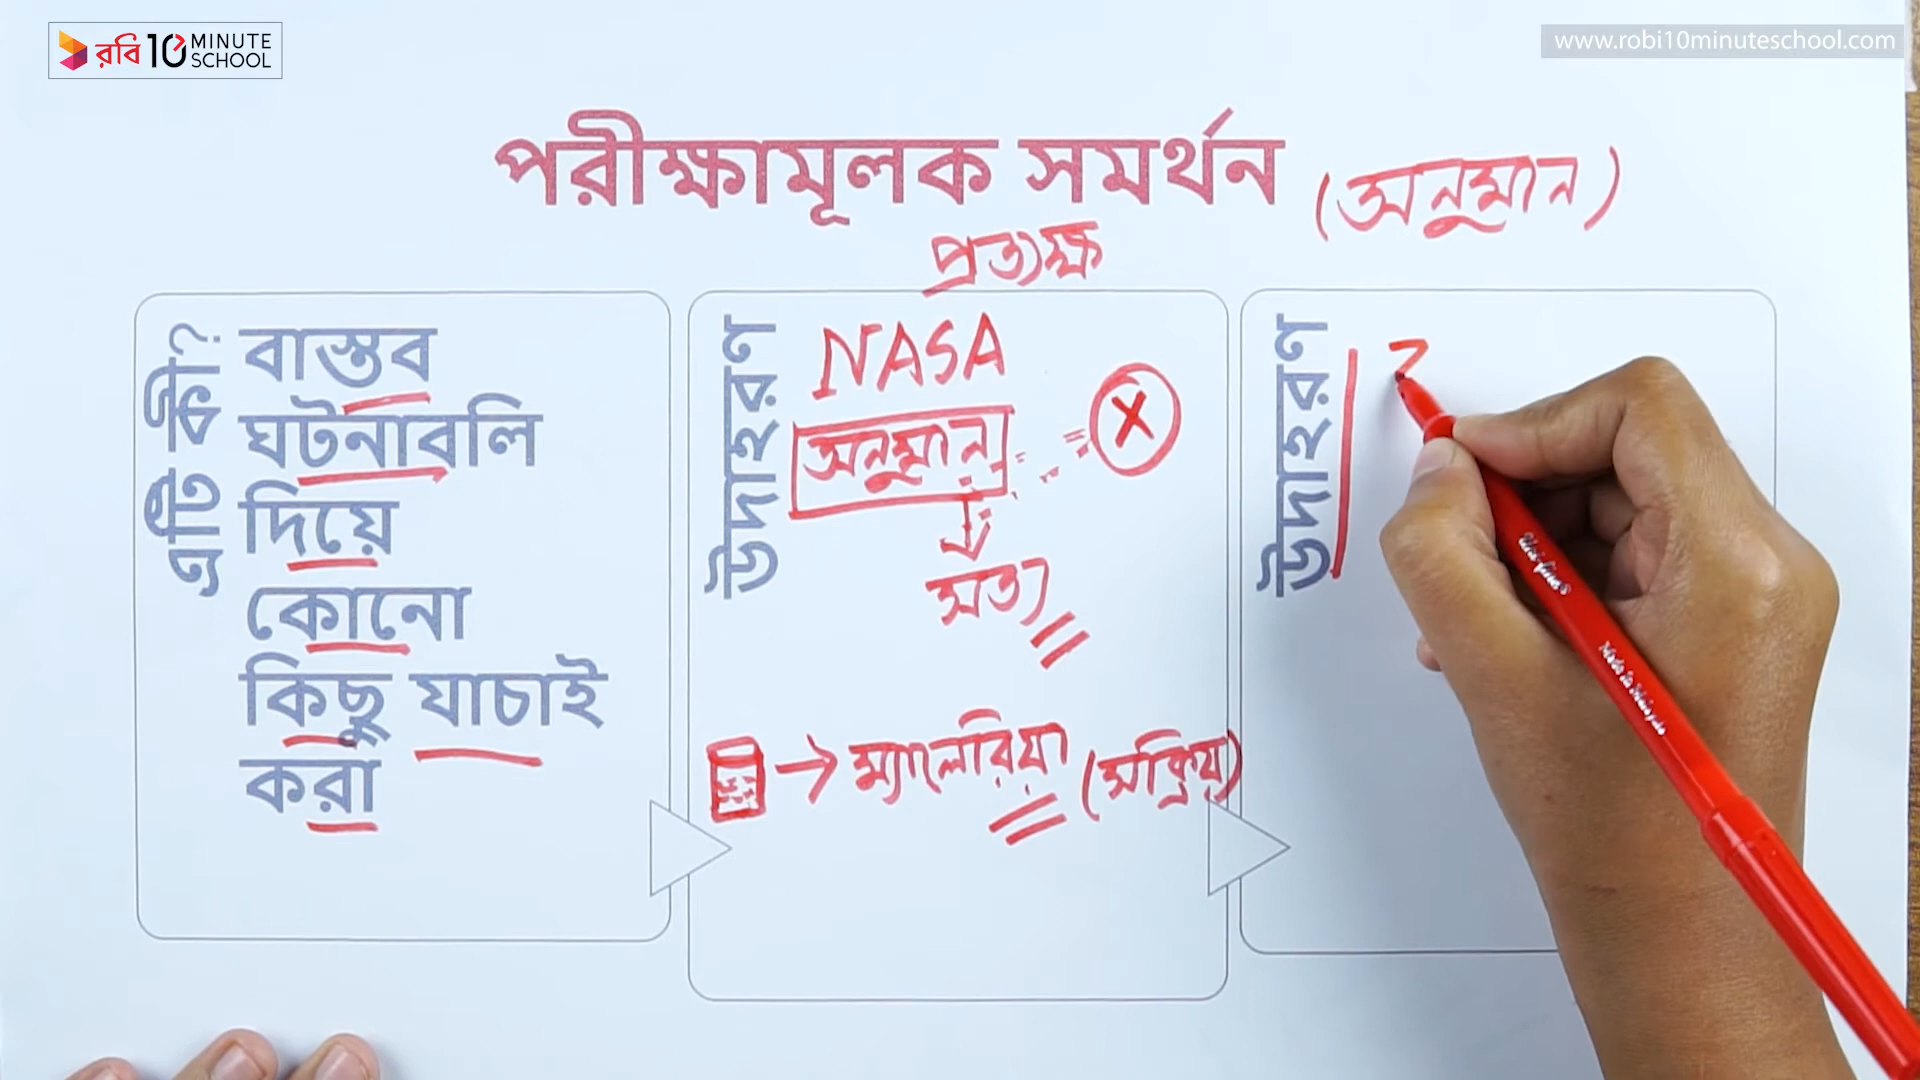 রবি 10 MINUTE SCHOOL
www.robi10minuteschool.com
পরীক্ষামূলক সমর্থন (অনুমান)
প্রত্যক্ষ
এটি কী?
বাস্তব
ঘটনাবলি
দিয়ে
কোনো
কিছু যাচাই
করা
উদাহরণ
NASA
অনুমান
X
সত্য
ম্যালেরিয়া (সক্রিয়)
উদাহরণ